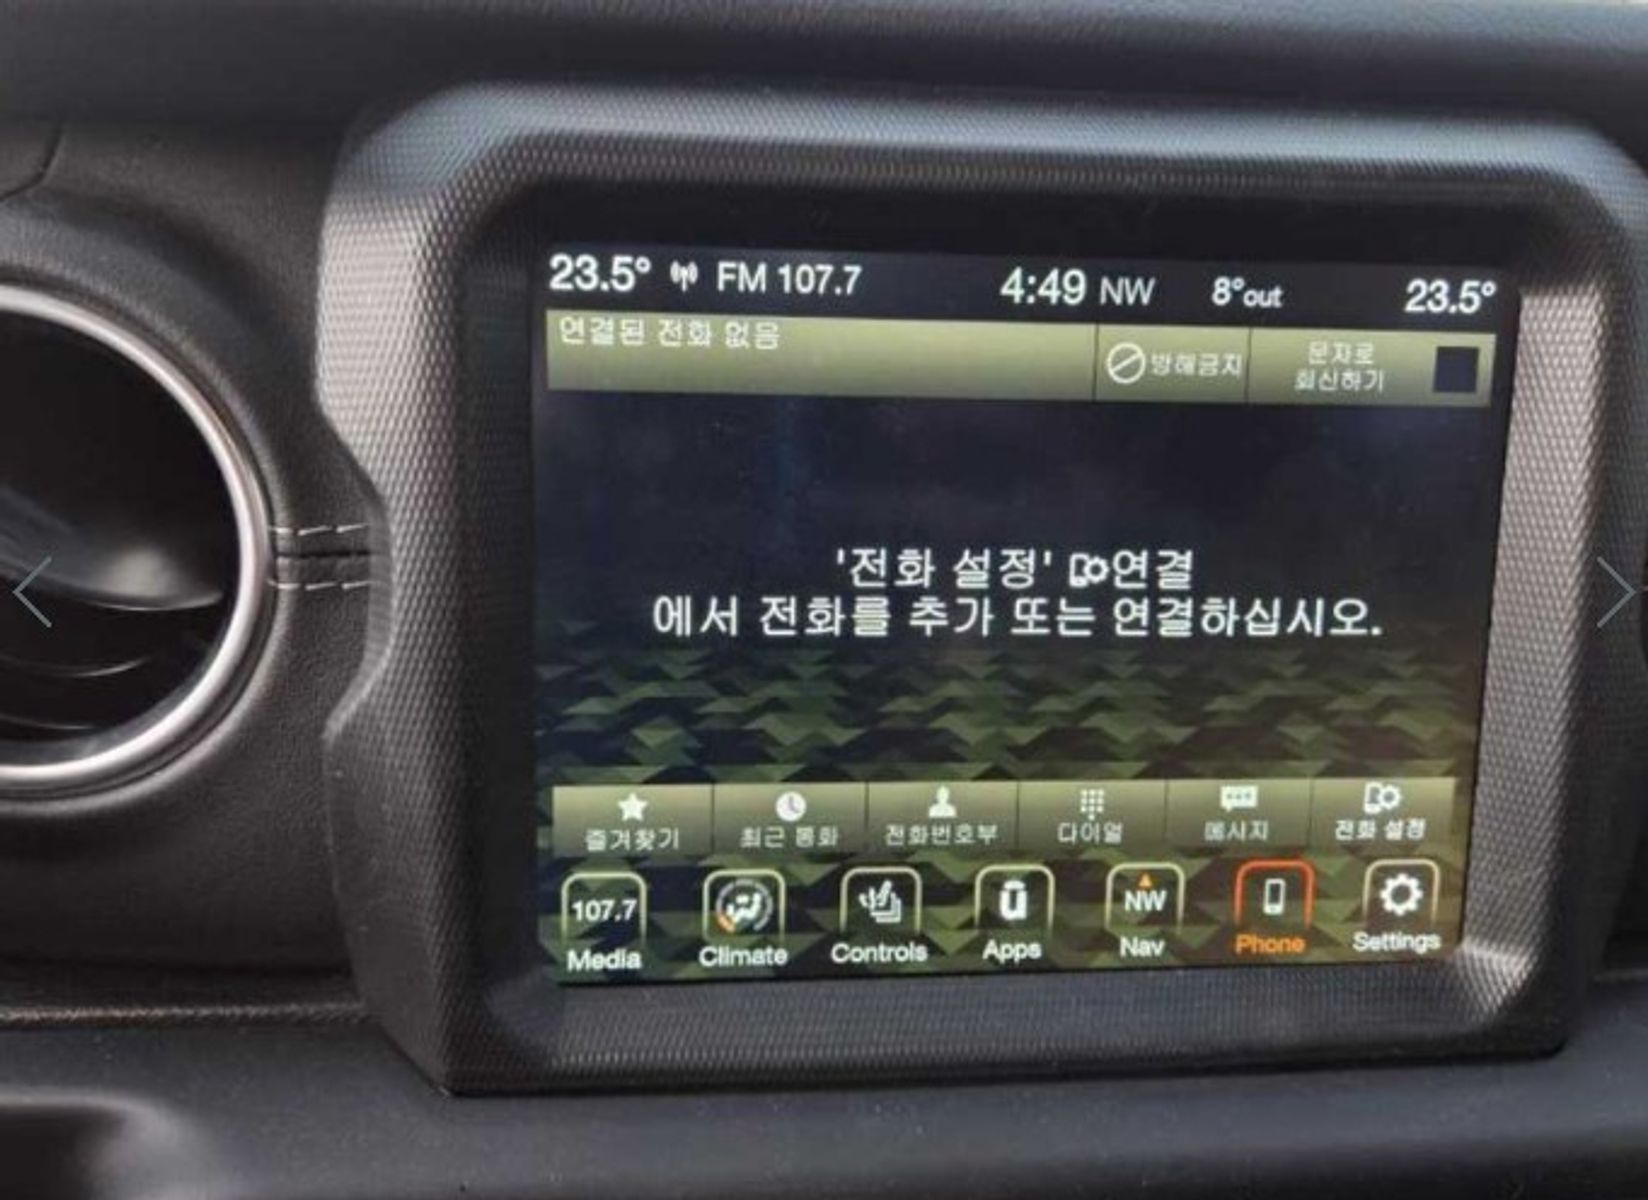 23.5° FM 107.7 4:49 NW 8°out 23.5°
연결된 전화 없음 방해금지 문자로
회신하기
'전화 설정' 연결
에서 전화를 추가 또는 연결하십시오.
즐겨찾기 최근 통화 전화번호부 다이얼 메시지 전화 설정
107.7 NW
Media Climate Controls Apps Nav Phone Settings